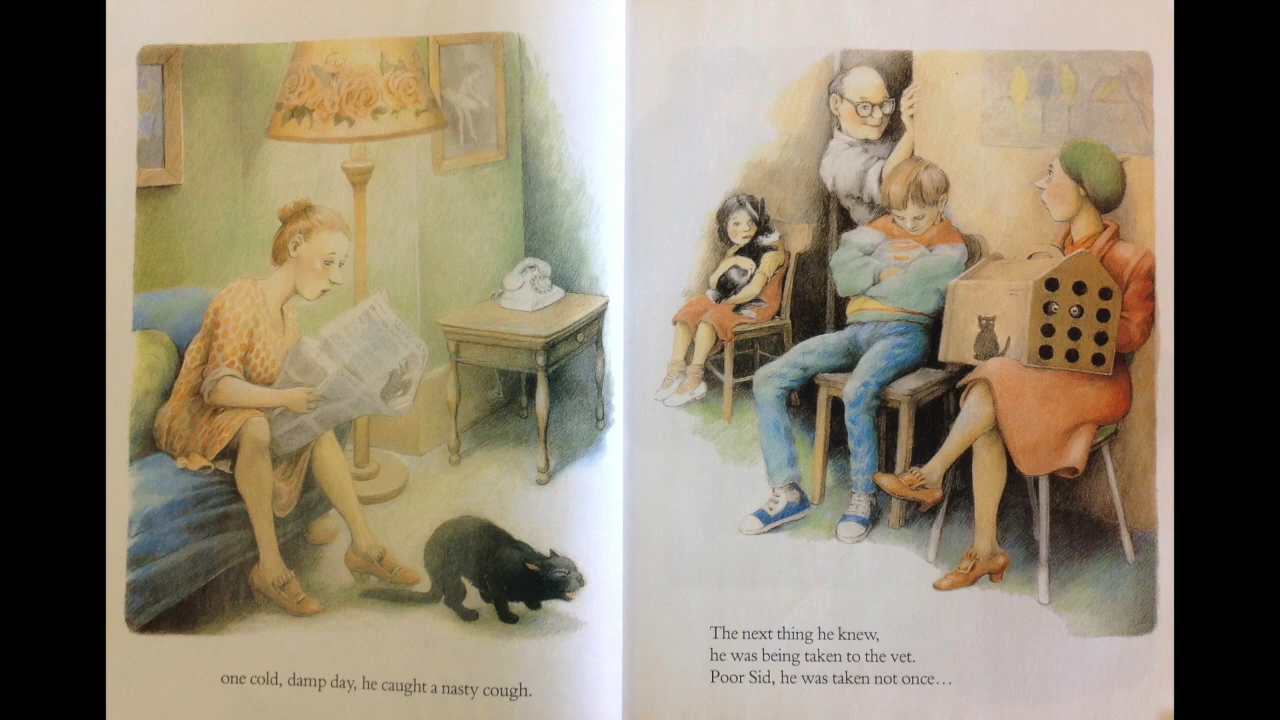 one cold, damp day, he caught a nasty cough.
The next thing he knew,
he was being taken to the vet.
Poor Sid, he was taken not once…